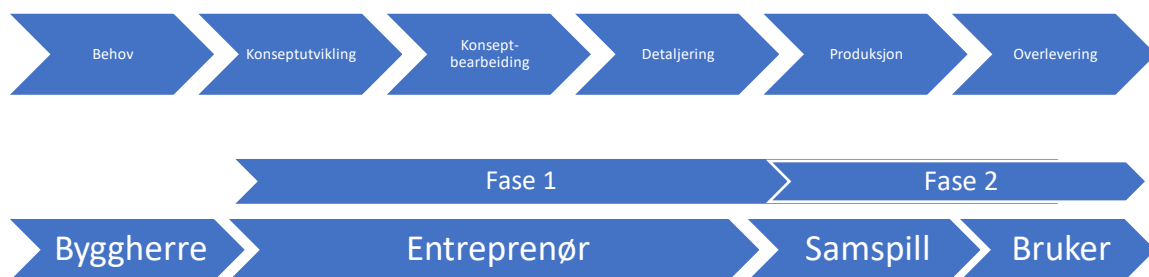 Behov
Konseptutvikling
Konsept-
bearbeiding
Detaljering
Produksjon
Overlevering
Fase 1
Fase 2
Byggherre
Entreprenør
Samspill
Bruker